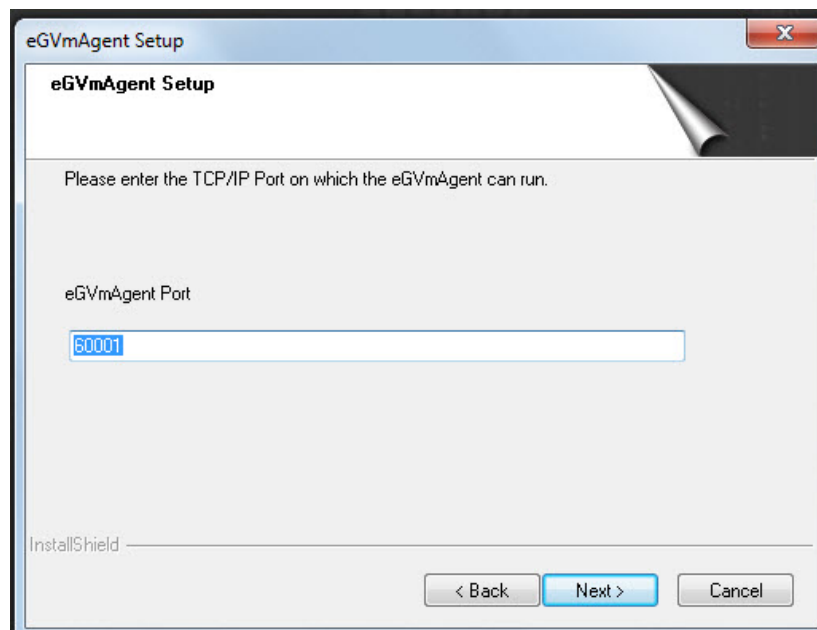 eGVmAgent Setup
eGVmAgent Setup
Please enter the TCP/IP Port on which the eGVmAgent can run.
eGVmAgent Port
60001
InstallShield
< Back Next > Cancel